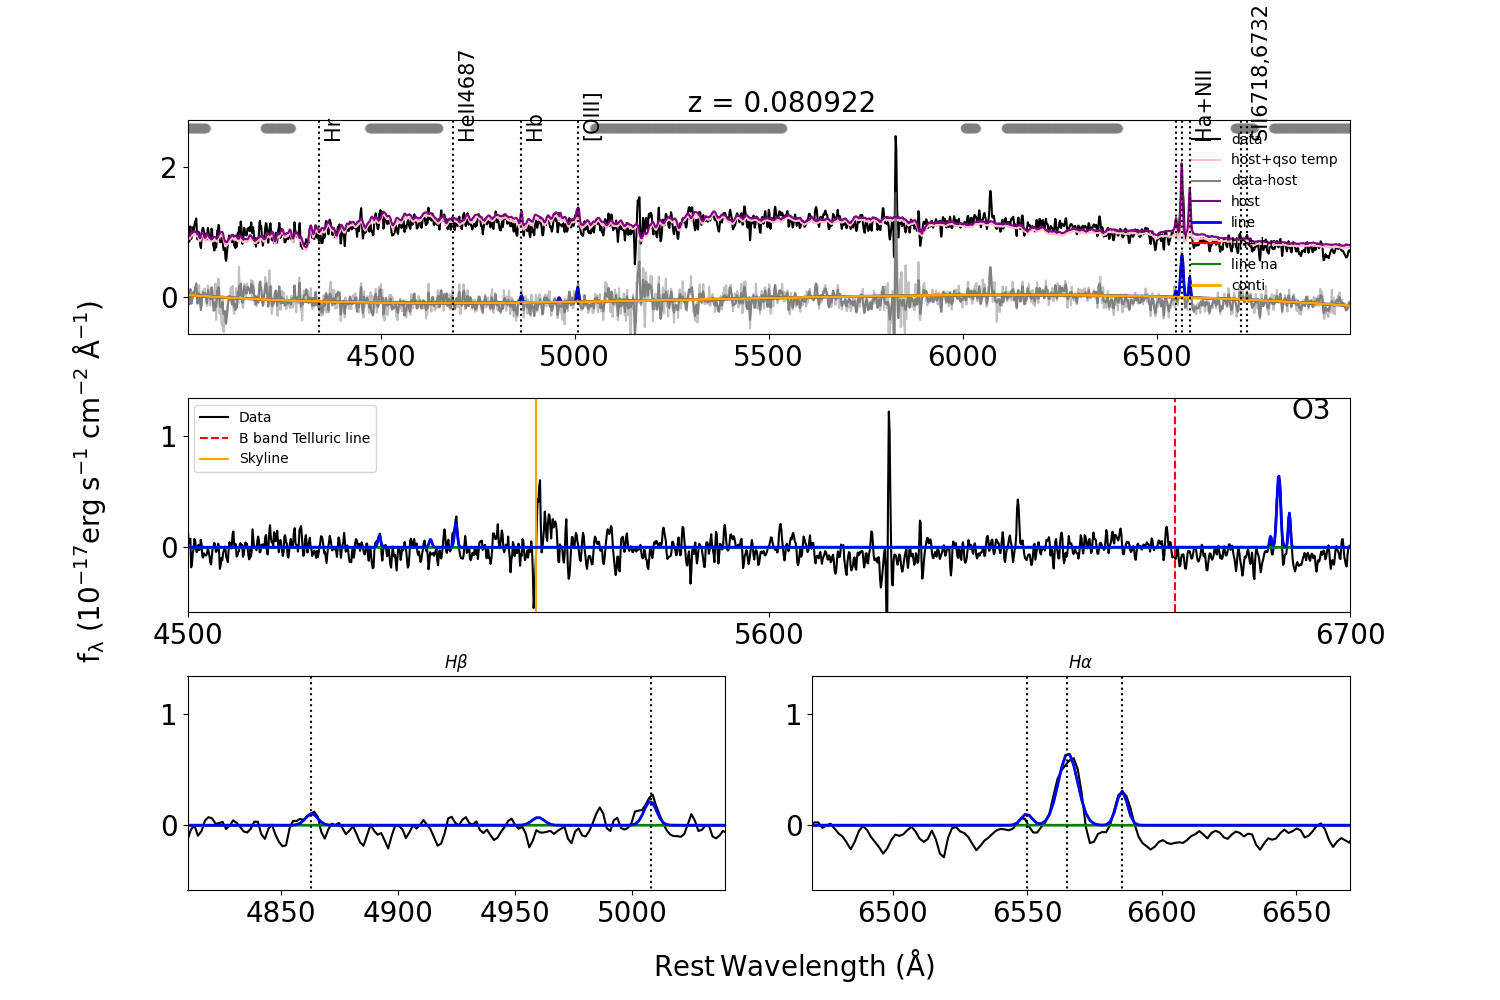 z = 0.080922
Hr
HeII4687
Hb
[OIII]
Ha+NII
SII6718,6732
data
host+qso temp
data-host
host
line
line na
conti
2
0
4500
5000
5500
6000
6500
O3
Data
B band Telluric line
Skyline
1
0
4500
5600
6700
fλ (10−17erg s−1 cm−2 Å−1)
Hβ
Hα
1
0
4850
4900
4950
5000
1
0
6500
6550
6600
6650
Rest Wavelength (Å)